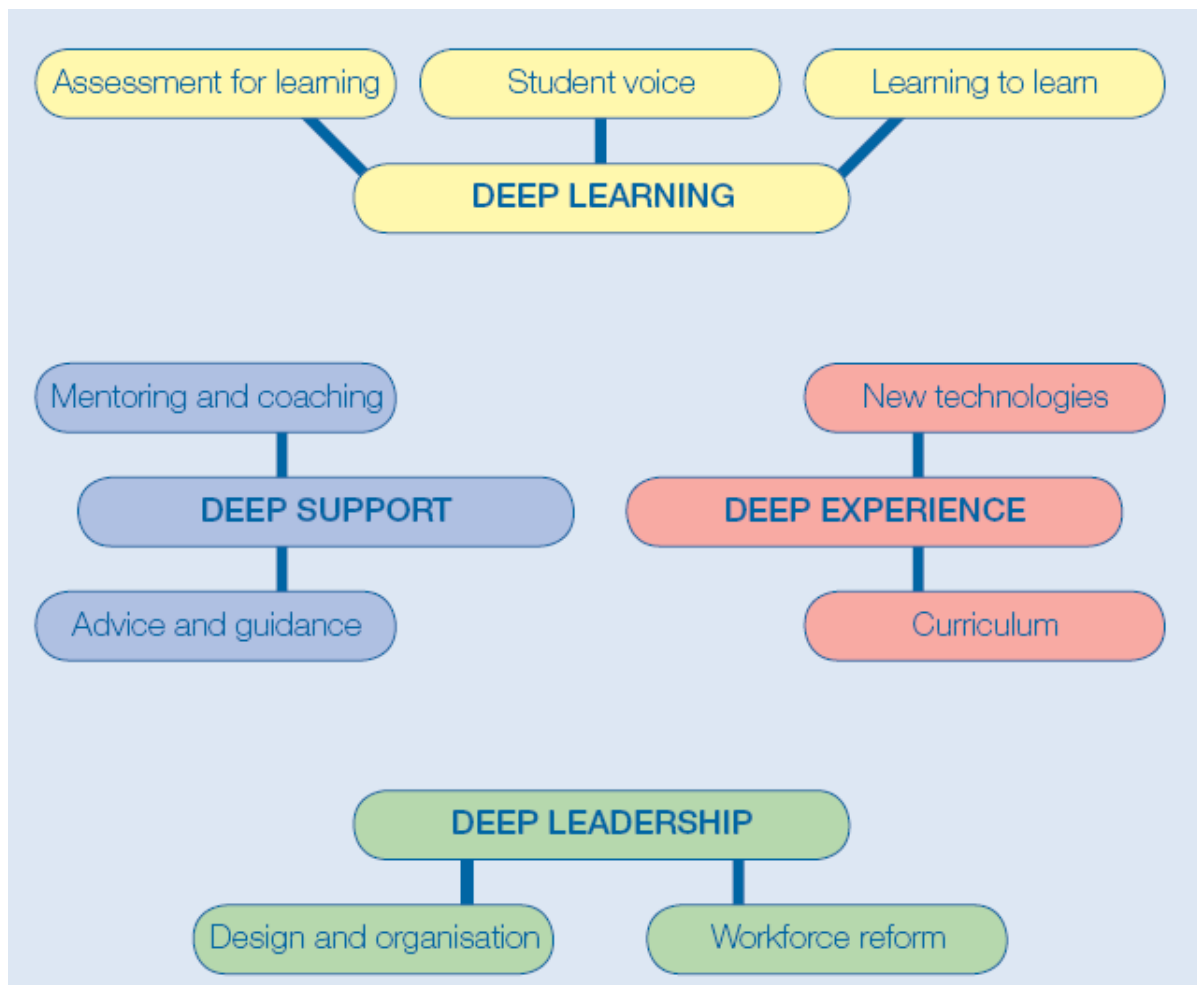 Assessment for learning
Student voice
Learning to learn
DEEP LEARNING
Mentoring and coaching
New technologies
DEEP SUPPORT
DEEP EXPERIENCE
Advice and guidance
Curriculum
DEEP LEADERSHIP
Design and organisation
Workforce reform